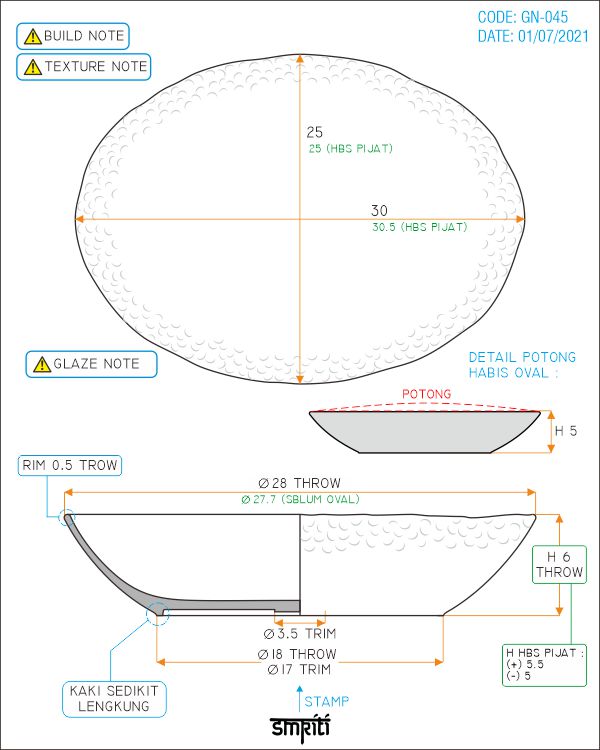 CODE: GN-045
DATE: 01/07/2021
BUILD NOTE
TEXTURE NOTE
25
25 (HBS PIJAT)
30
30.5 (HBS PIJAT)
GLAZE NOTE
DETAIL POTONG
HABIS OVAL :
POTONG
H 5
RIM 0.5 TROW
Ø 28 THROW
Ø 27.7 (SBLUM OVAL)
H 6
THROW
Ø 3.5 TRIM
Ø 18 THROW
Ø 17 TRIM
H HBS PIJAT :
(+) 5.5
(-) 5
KAKI SEDIKIT
LENGKUNG
STAMP
smriti